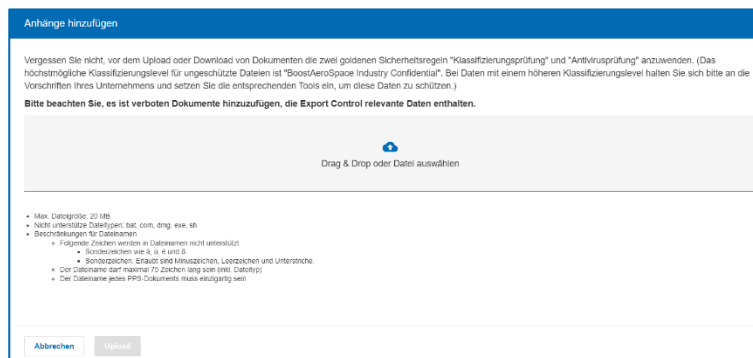 Anhänge hinzufügen
Vergessen Sie nicht, vor dem Upload oder Download von Dokumenten die zwei goldenen Sicherheitsregeln "Klassifizierungsprüfung" und "Antivirusprüfung" anzuwenden. (Das
höchstmögliche Klassifizierungslevel für ungeschützte Dateien ist "BoostAeroSpace Industry Confidential". Bei Daten mit einem höheren Klassifizierungslevel halten Sie sich bitte an die
Vorschriften Ihres Unternehmens und setzen Sie die entsprechenden Tools ein, um diese Daten zu schützen.)
Bitte beachten Sie, es ist verboten Dokumente hinzuzufügen, die Export Control relevante Daten enthalten.
Drag & Drop oder Datei auswählen
Max. Dateigröße: 20 MB
Nicht unterstütze Dateitypen: bat, com, dmg, exe, sh
Beschränkungen für Dateinamen
Folgende Zeichen werden in Dateinamen nicht unterstützt
Sonderzeichen wie ä, ü, é und ß
Sonderzeichen. Erlaubt sind Minuszeichen, Leerzeichen und Unterstriche.
Der Dateiname darf maximal 75 Zeichen lang sein (inkl. Dateityp)
Der Dateiname jedes PPS-Dokuments muss einzigartig sein
Abbrechen
Upload